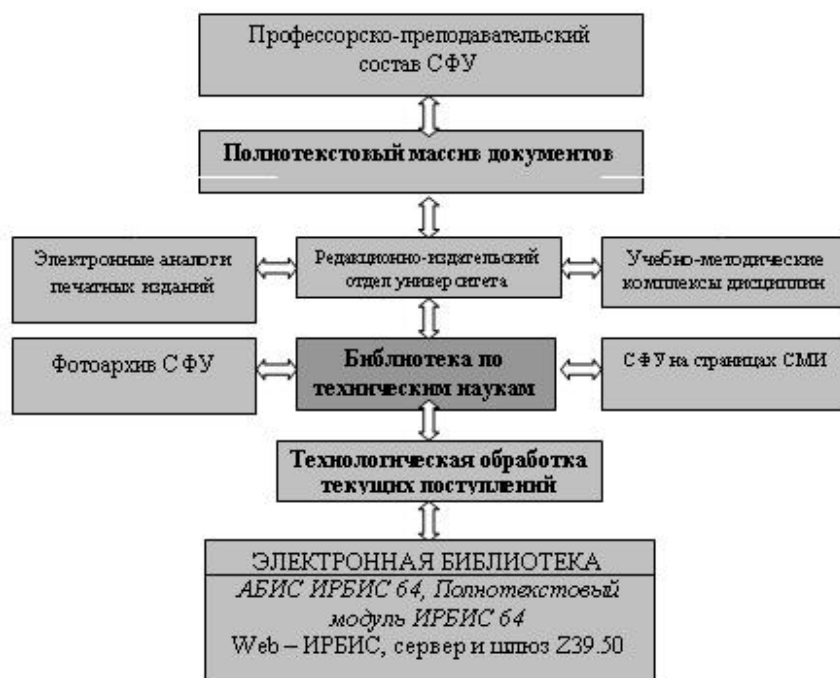 Профессорско-преподавательский
состав СФУ
Полнотекстовый массив документов
Электронные аналоги
печатных изданий
Редакционно-издательский
отдел университета
Учебно-методические
комплексы дисциплин
Фотоархив СФУ
Библиотека по
техническим наукам
СФУ на страницах СМИ
Технологическая обработка
текущих поступлений
ЭЛЕКТРОННАЯ БИБЛИОТЕКА
АБИС ИРБИС 64, Полнотекстовый
модуль ИРБИС 64
Web – ИРБИС, сервер и шлюз Z39.50